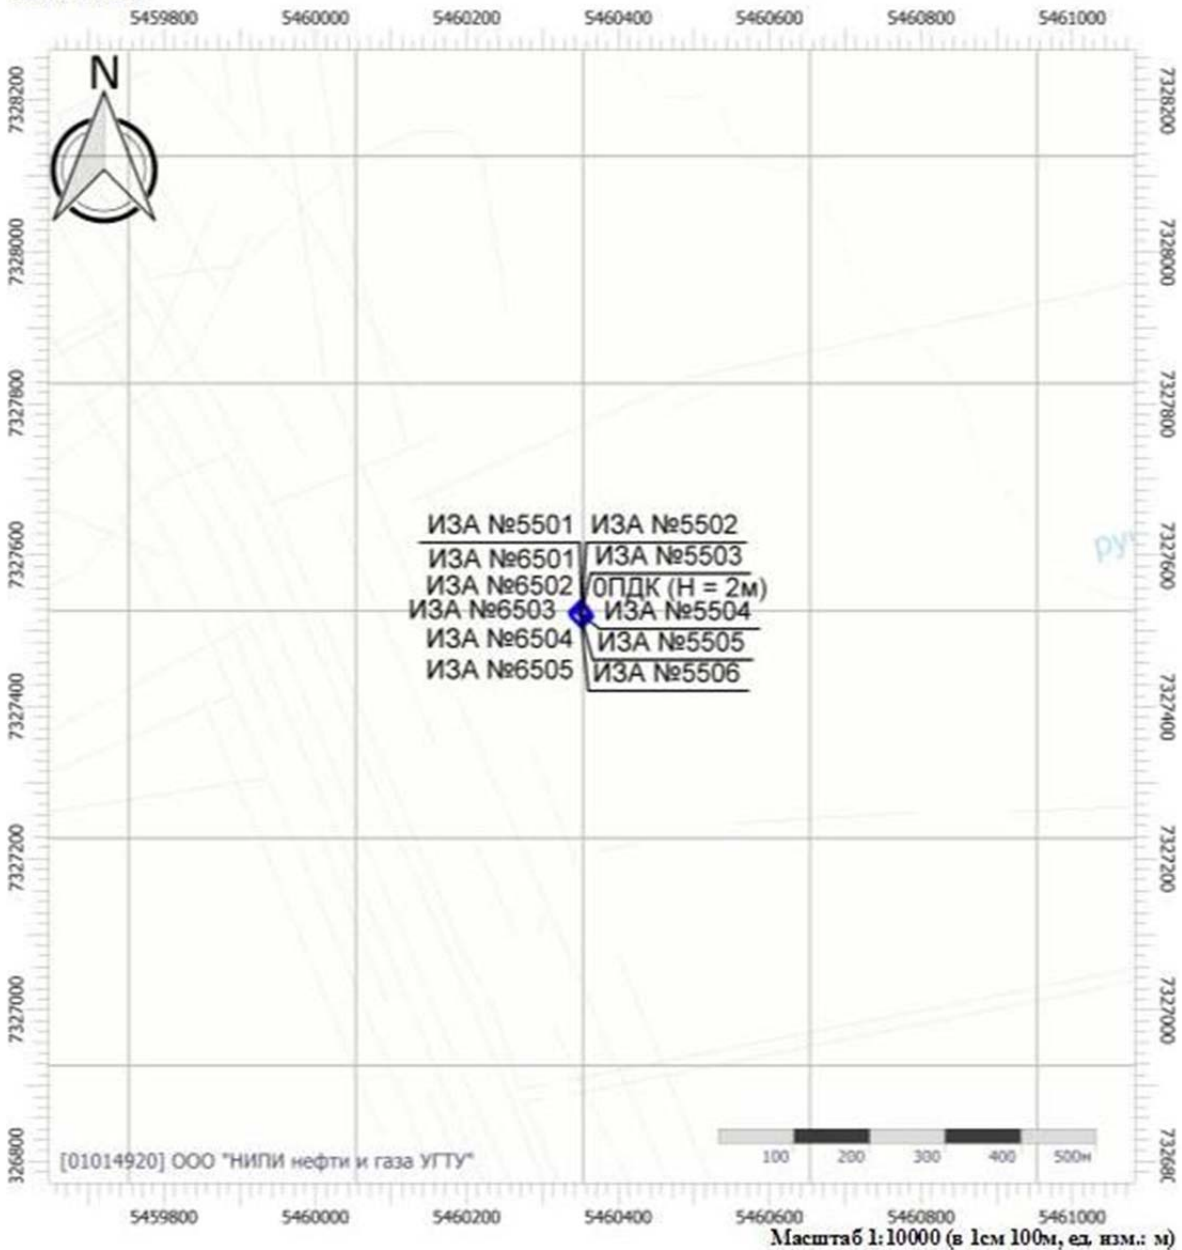 5459800 5460000 5460200 5460400 5460600 5460800 5461000
N
7328200 7328200
7328000 7328000
7327800 7327800
ИЗА №5501 ИЗА №5502
7327600 ИЗА №6501 ИЗА №5503 ру 7327600
ИЗА №6502 0ПДК (Н = 2м)
ИЗА №6503 ИЗА №5504
ИЗА №6504 ИЗА №5505
ИЗА №6505 ИЗА №5506
7327400 7327400
7327200 7327200
7327000 7327000
326800 732680
100 200 300 400 500м
[01014920] ООО "НИПИ нефти и газа УГТУ"
5459800 5460000 5460200 5460400 5460600 5460800 5461000
Масштаб 1:10000 (в 1см 100м, ед. изм.: м)